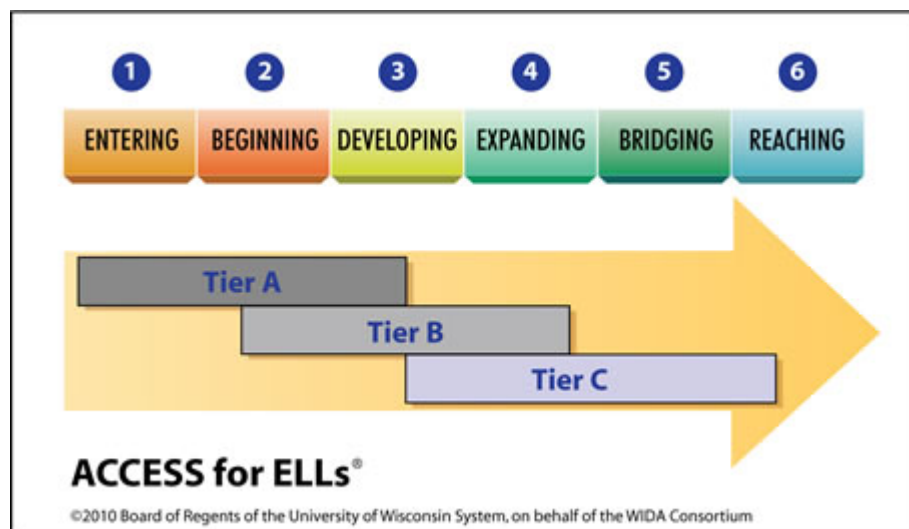 1 2 3 4 5 6
ENTERING BEGINNING DEVELOPING EXPANDING BRIDGING REACHING
Tier A
Tier B
Tier C
ACCESS for ELLs®
©2010 Board of Regents of the University of Wisconsin System, on behalf of the WIDA Consortium